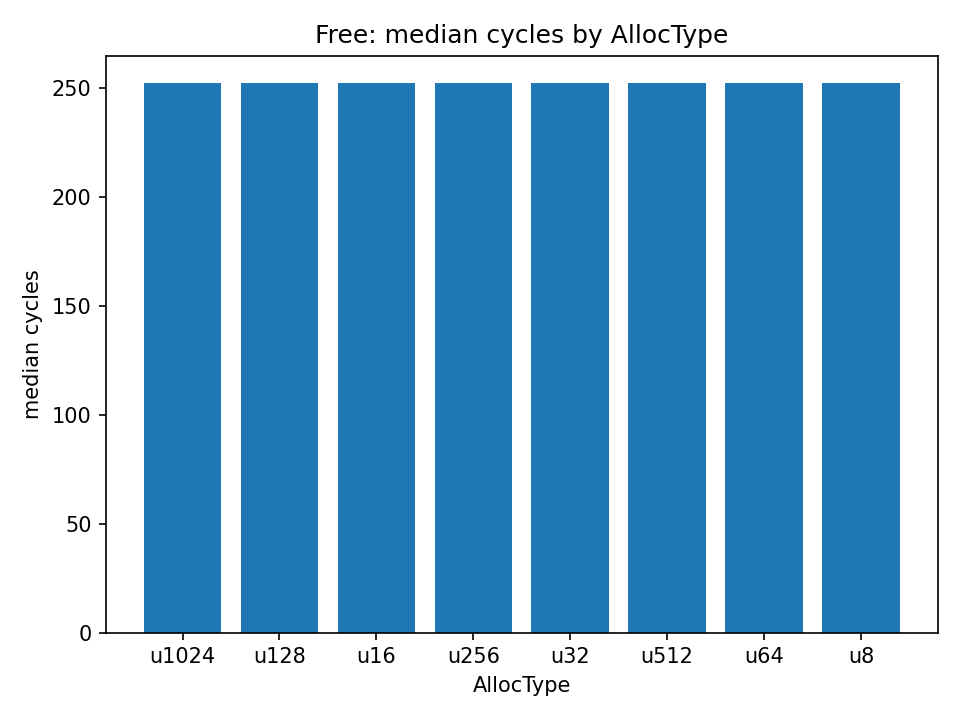 Free: median cycles by AllocType
median cycles
250
200
150
100
50
0
u1024 u128 u16 u256 u32 u512 u64 u8
AllocType